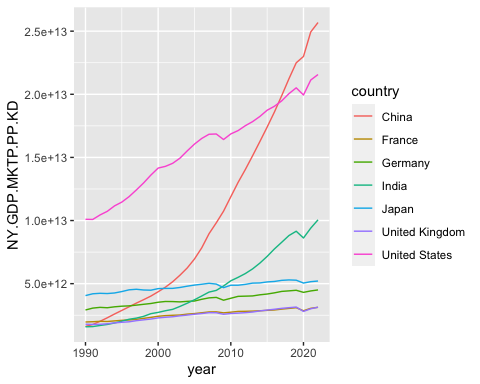 NY.GDP.MKTP.PP.KD
2.5e+13
2.0e+13
1.5e+13
1.0e+13
5.0e+12
1990
2000
2010
2020
year
country
China
France
Germany
India
Japan
United Kingdom
United States